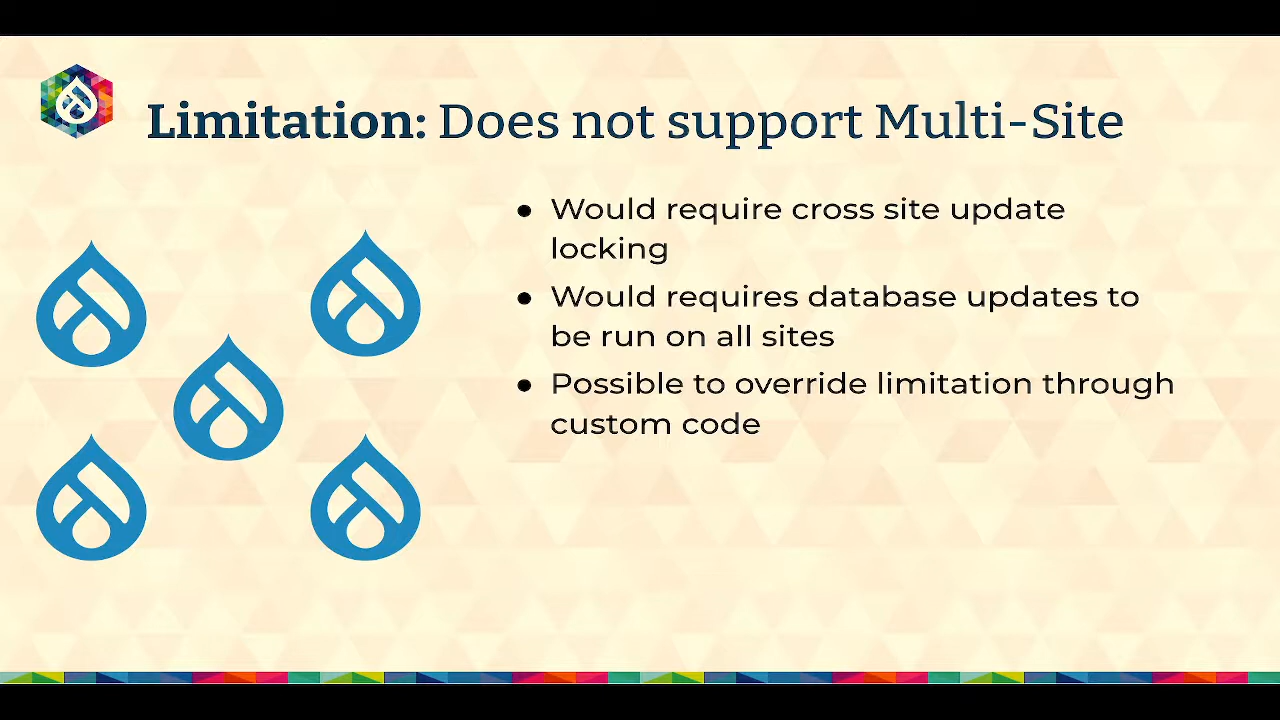 Limitation: Does not support Multi-Site
● Would require cross site update
locking
● Would requires database updates to
be run on all sites
● Possible to override limitation through
custom code